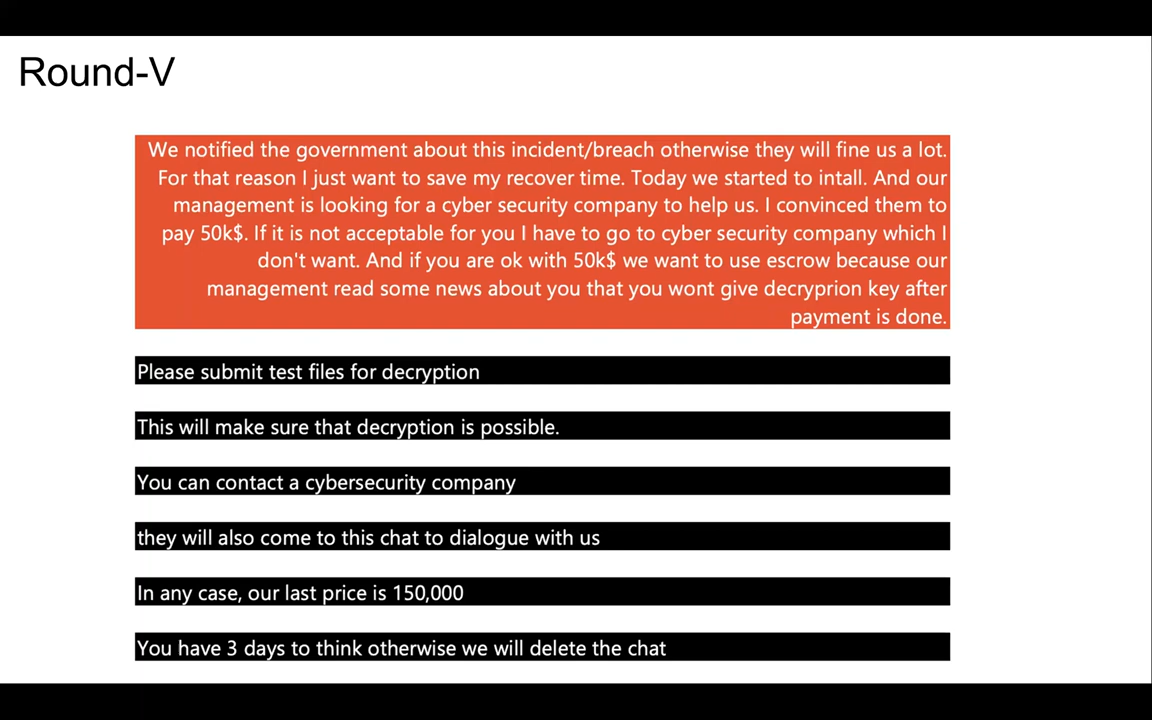 Round-V
We notified the government about this incident/breach otherwise they will fine us a lot.
For that reason I just want to save my recover time. Today we started to intall. And our
management is looking for a cyber security company to help us. I convinced them to
pay 50k$. If it is not acceptable for you I have to go to cyber security company which I
don't want. And if you are ok with 50k$ we want to use escrow because our
management read some news about you that you wont give decryprion key after
payment is done.
Please submit test files for decryption
This will make sure that decryption is possible.
You can contact a cybersecurity company
they will also come to this chat to dialogue with us
In any case, our last price is 150,000
You have 3 days to think otherwise we will delete the chat